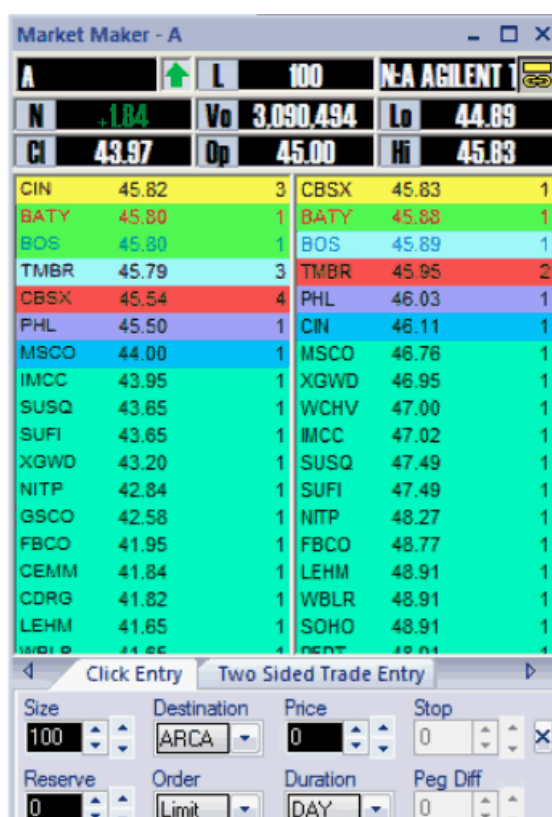 Market Maker - A
A L 100 N:A AGILENT T
N +1.84 Vo 3,090,494 Lo 44.89
Cl 43.97 Op 45.00 Hi 45.83
CIN 45.82 3 CBSX 45.83 1
BATY 45.80 1 BATY 45.88 1
BOS 45.80 1 BOS 45.89 1
TMBR 45.79 3 TMBR 45.95 2
CBSX 45.54 4 PHL 46.03 1
PHL 45.50 1 CIN 46.11 1
MSCO 44.00 1 MSCO 46.76 1
IMCC 43.95 1 XGWD 46.95 1
SUSQ 43.65 1 WCHV 47.00 1
SUFI 43.65 1 IMCC 47.02 1
XGWD 43.20 1 SUSQ 47.49 1
NITP 42.84 1 SUFI 47.49 1
GSCO 42.58 1 NITP 48.27 1
FBCO 41.95 1 FBCO 48.77 1
CEMM 41.84 1 LEHM 48.91 1
CDRG 41.82 1 WBLR 48.91 1
LEHM 41.65 1 SOHO 48.91 1
WBLR 41.65 1 48.91 1
Click Entry Two Sided Trade Entry
Size Destination Price Stop
100 ARCA 0 0
Reserve Order Duration Peg Diff
0 Limit DAY 0